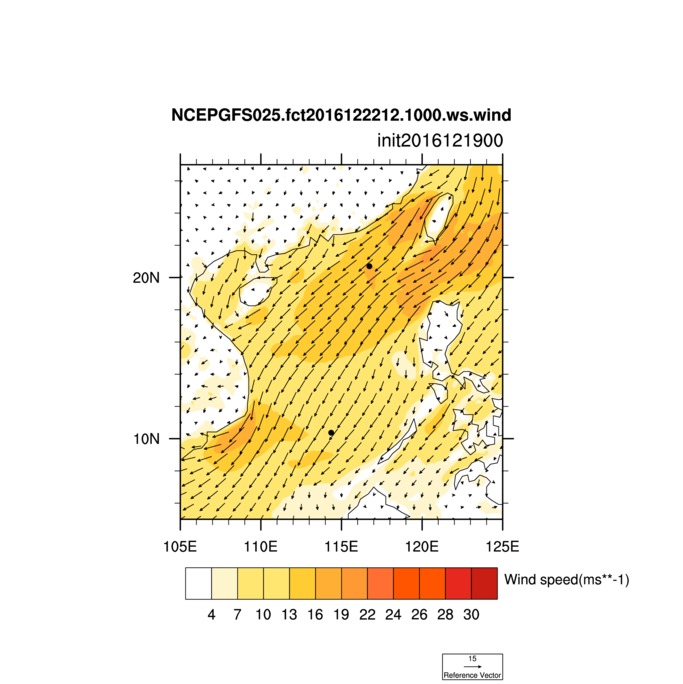 NCEPGFS025.fct2016122212.1000.ws.wind
init2016121900
20N
10N
105E 110E 115E 120E 125E
Wind speed(ms**-1)
4 7 10 13 16 19 22 24 26 28 30
15
Reference Vector